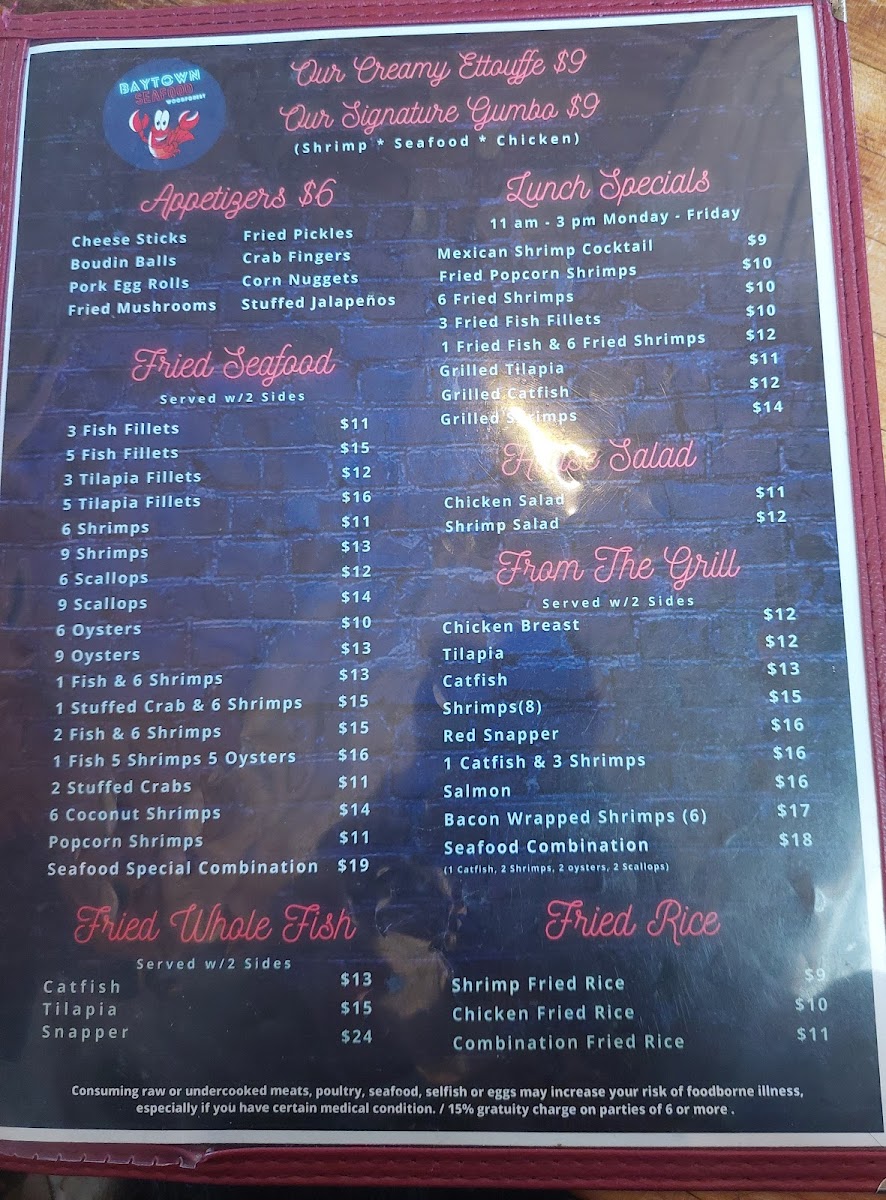 BAYTOWN
SEAFOOD
WOODFOREST
Our Creamy Ettouffe $9
Our Signature Gumbo $9
(Shrimp * Seafood * Chicken)
Appetizers $6
Cheese Sticks
Boudin Balls
Pork Egg Rolls
Fried Mushrooms
Fried Pickles
Crab Fingers
Corn Nuggets
Stuffed Jalapeños
Fried Seafood
Served w/2 Sides
3 Fish Fillets $11
5 Fish Fillets $15
3 Tilapia Fillets $12
5 Tilapia Fillets $16
6 Shrimps $11
9 Shrimps $13
6 Scallops $12
9 Scallops $14
6 Oysters $10
9 Oysters $13
1 Fish & 6 Shrimps $13
1 Stuffed Crab & 6 Shrimps $15
2 Fish & 6 Shrimps $15
1 Fish 5 Shrimps 5 Oysters $16
2 Stuffed Crabs $11
6 Coconut Shrimps $14
Popcorn Shrimps $11
Seafood Special Combination $19
Fried Whole Fish
Served w/2 Sides
Catfish $13
Tilapia $15
Snapper $24
Lunch Specials
11 am - 3 pm Monday - Friday
Mexican Shrimp Cocktail $9
Fried Popcorn Shrimps $10
6 Fried Shrimps $10
3 Fried Fish Fillets $10
1 Fried Fish & 6 Fried Shrimps $12
Grilled Tilapia $11
Grilled Catfish $12
Grilled Shrimps $14
House Salad
Chicken Salad $11
Shrimp Salad $12
From The Grill
Served w/2 Sides
Chicken Breast $12
Tilapia $12
Catfish $13
Shrimps(8) $15
Red Snapper $16
1 Catfish & 3 Shrimps $16
Salmon $16
Bacon Wrapped Shrimps (6) $17
Seafood Combination $18
(1 Catfish, 2 Shrimps, 2 oysters, 2 Scallops)
Fried Rice
Shrimp Fried Rice $9
Chicken Fried Rice $10
Combination Fried Rice $11
Consuming raw or undercooked meats, poultry, seafood, selfish or eggs may increase your risk of foodborne illness,
especially if you have certain medical condition. / 15% gratuity charge on parties of 6 or more .